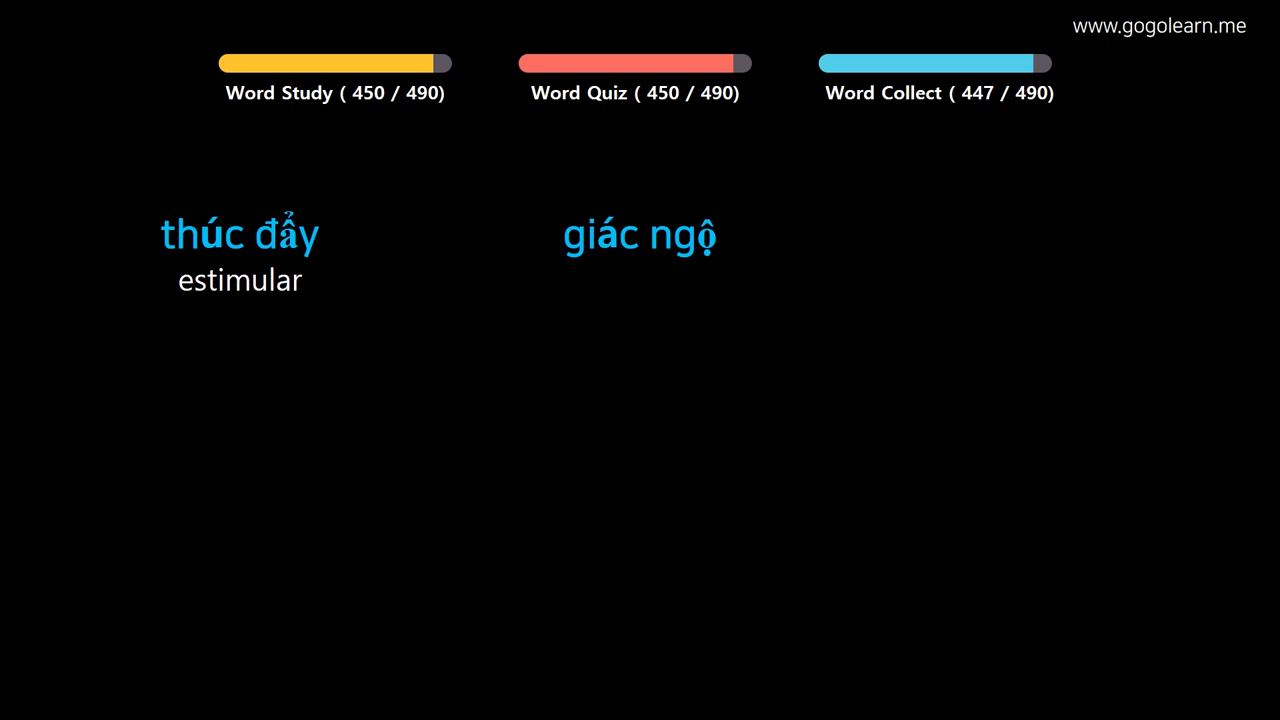 www.gogolearn.me
Word Study ( 450 / 490)
Word Quiz ( 450 / 490)
Word Collect ( 447 / 490)
thúc đẩy
estimular
giác ngộ